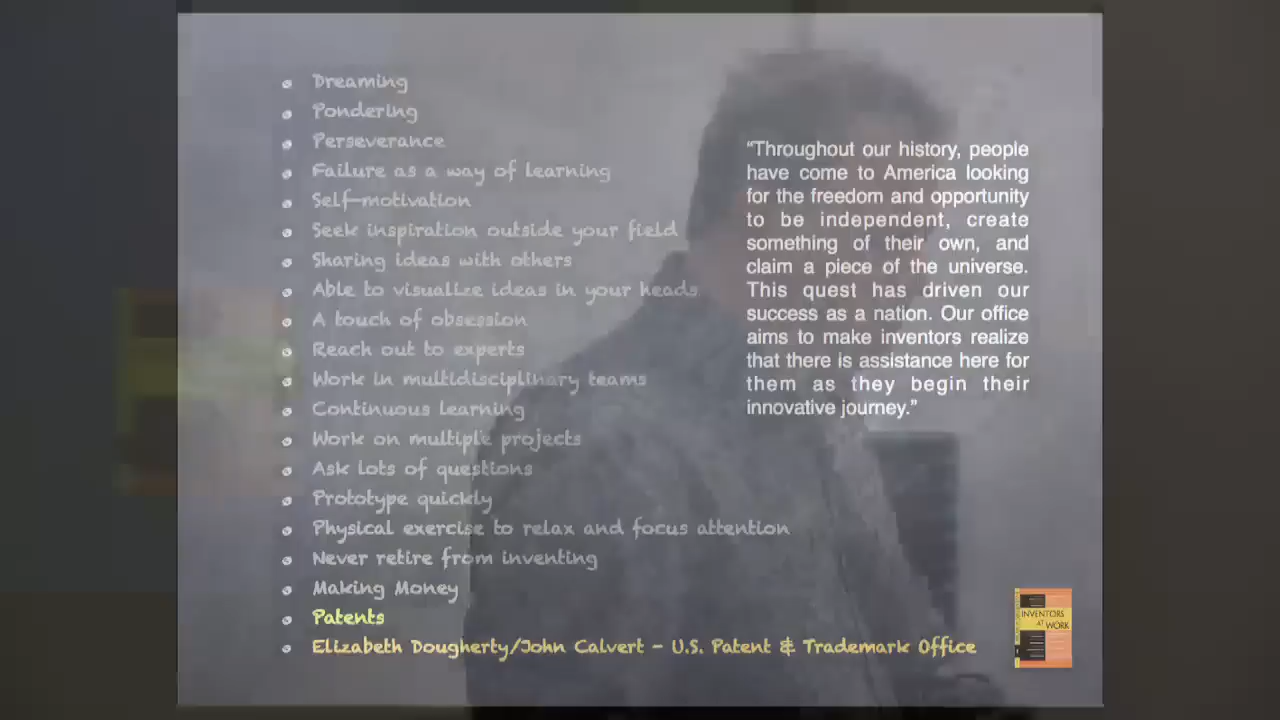 Dreaming
Pondering
Perseverance
Failure as a way of learning
Self-motivation
Seek inspiration outside your field
Sharing ideas with others
Able to visualize ideas in your heads
A touch of obsession
Reach out to experts
Work in multidisciplinary teams
Continuous learning
Work on multiple projects
Ask lots of questions
Prototype quickly
Physical exercise to relax and focus attention
Never retire from inventing
Making Money
Patents
Elizabeth Dougherty/John Calvert - U.S. Patent & Trademark Office
“Throughout our history, people
have come to America looking
for the freedom and opportunity
to be independent, create
something of their own, and
claim a piece of the universe.
This quest has driven our
success as a nation. Our office
aims to make inventors realize
that there is assistance here for
them as they begin their
innovative journey.”
INVENTORS
AT WORK